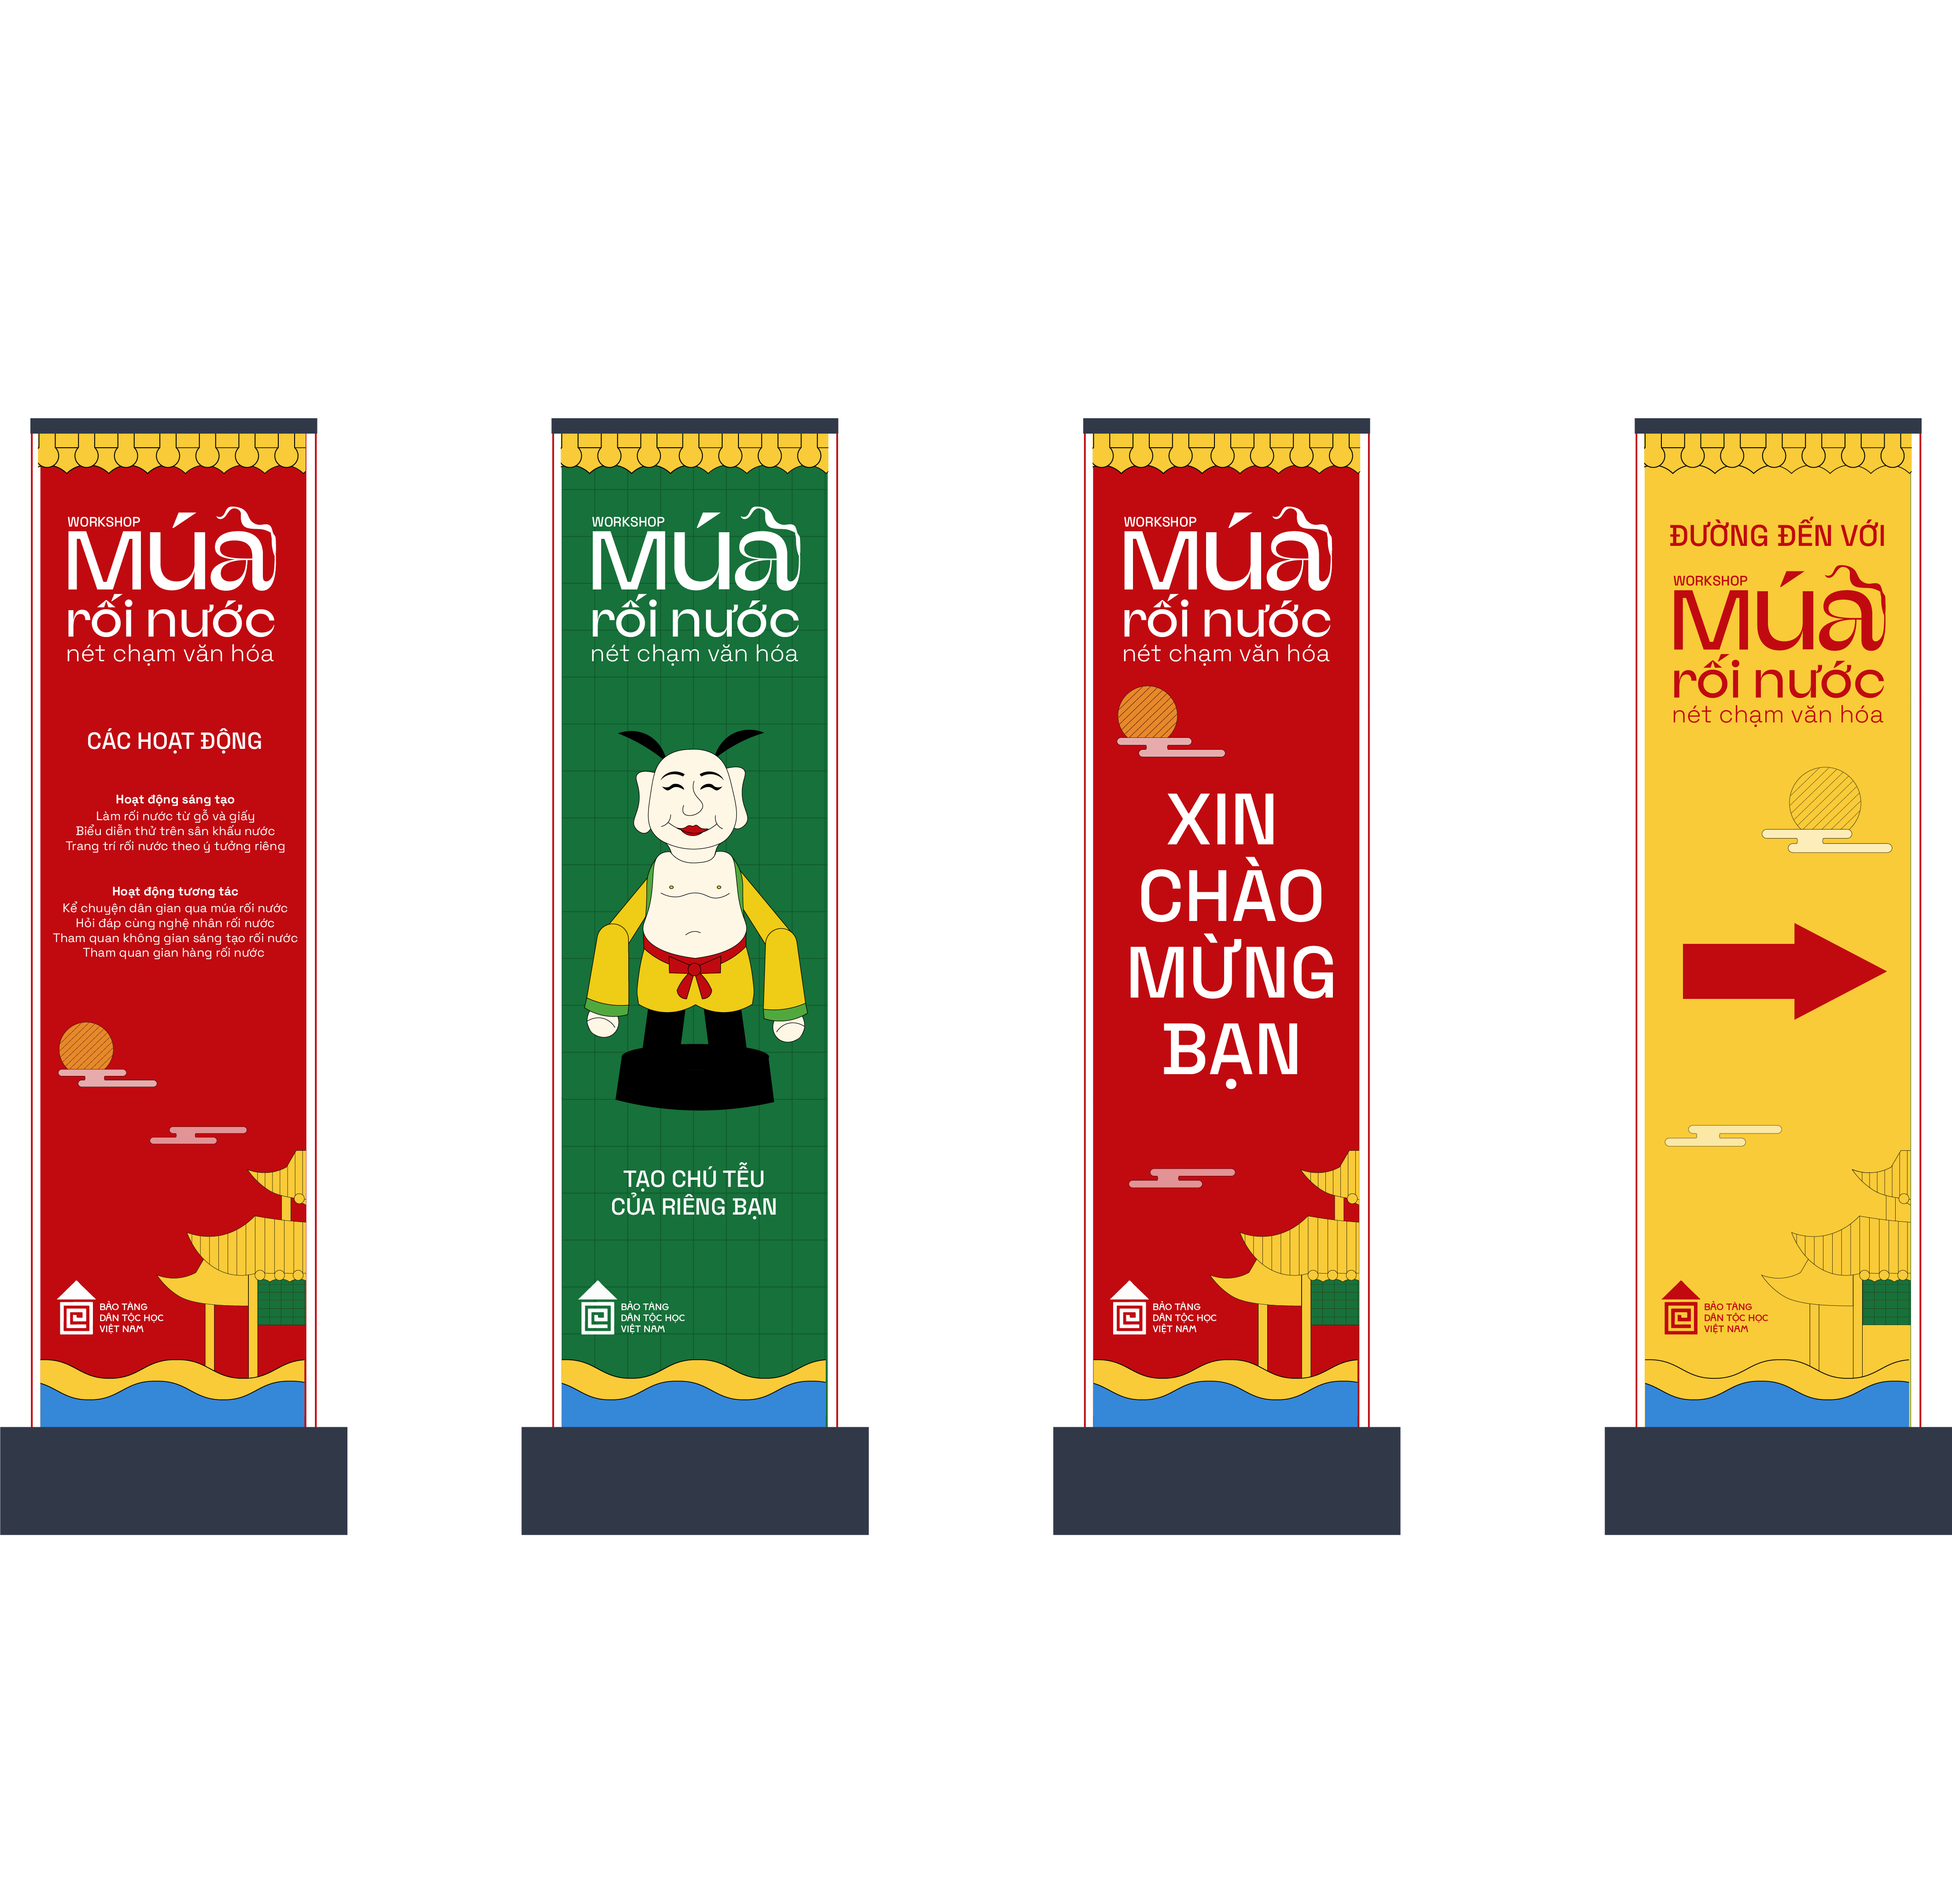 WORKSHOP
Múa
rối nước
nét chạm văn hóa
CÁC HOẠT ĐỘNG
Hoạt động sáng tạo
Làm rối nước từ gỗ và giấy
Biểu diễn thử trên sân khấu nước
Trang trí rối nước theo ý tưởng riêng
Hoạt động tương tác
Kể chuyện dân gian qua múa rối nước
Hỏi đáp cùng nghệ nhân rối nước
Tham quan không gian sáng tạo rối nước
Tham quan gian hàng rối nước
BẢO TÀNG
DÂN TỘC HỌC
VIỆT NAM
WORKSHOP
Múa
rối nước
nét chạm văn hóa
TẠO CHÚ TỄU
CỦA RIÊNG BẠN
BẢO TÀNG
DÂN TỘC HỌC
VIỆT NAM
WORKSHOP
Múa
rối nước
nét chạm văn hóa
XIN
CHÀO
MỪNG
BẠN
BẢO TÀNG
DÂN TỘC HỌC
VIỆT NAM
ĐƯỜNG ĐẾN VỚI
WORKSHOP
Múa
rối nước
nét chạm văn hóa
BẢO TÀNG
DÂN TỘC HỌC
VIỆT NAM